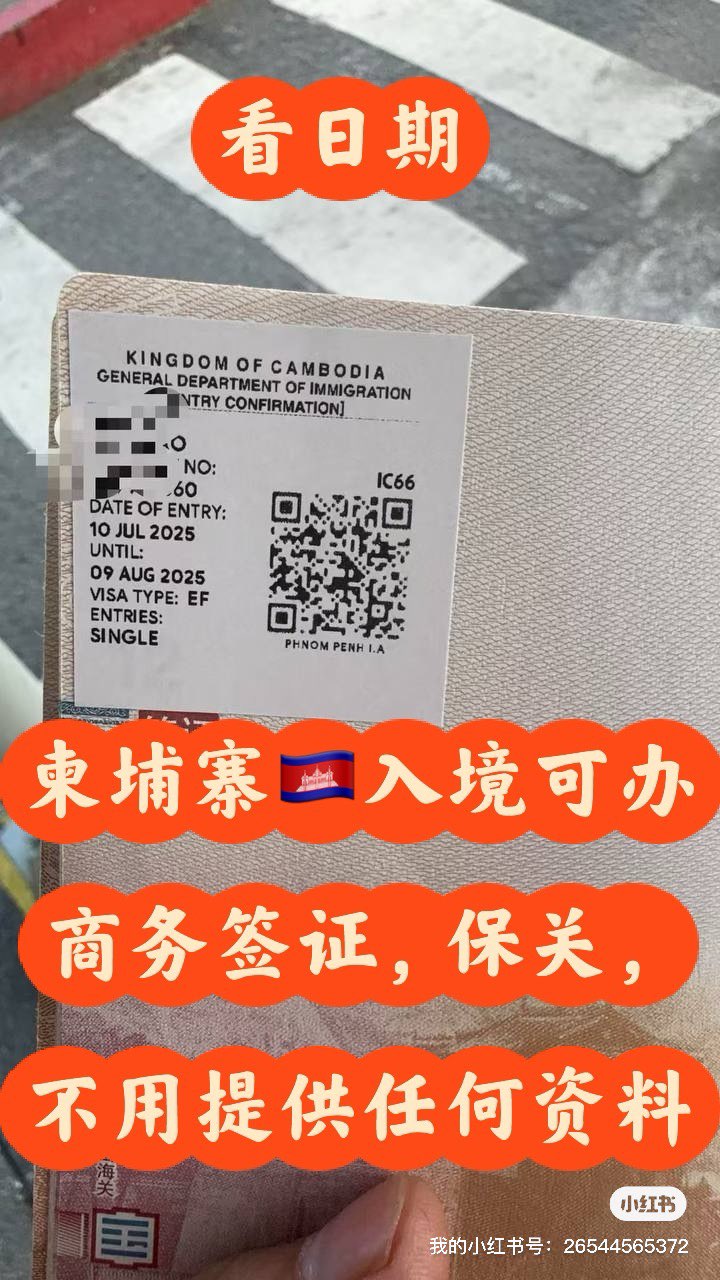 看日期
KINGDOM OF CAMBODIA
GENERAL DEPARTMENT OF IMMIGRATION
NTRY CONFIRMATION]
NO:
60
IC66
DATE OF ENTRY:
10 JUL 2025
UNTIL:
09 AUG 2025
VISA TYPE: EF
ENTRIES:
SINGLE
PHNOM PENH I.A
柬埔寨🇰🇭入境可办
商务签证，保关，
不用提供任何资料
海关
小红书
我的小红书号：26544565372